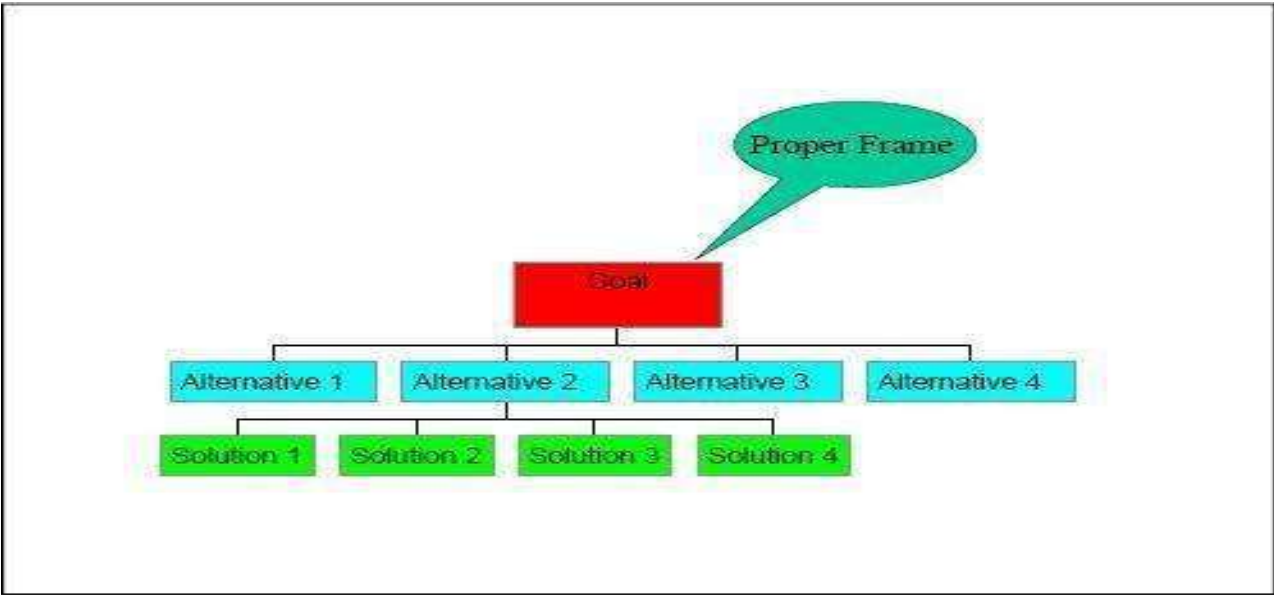 Proper Frame
Goal
Alternative 1
Alternative 2
Alternative 3
Alternative 4
Solution 1
Solution 2
Solution 3
Solution 4